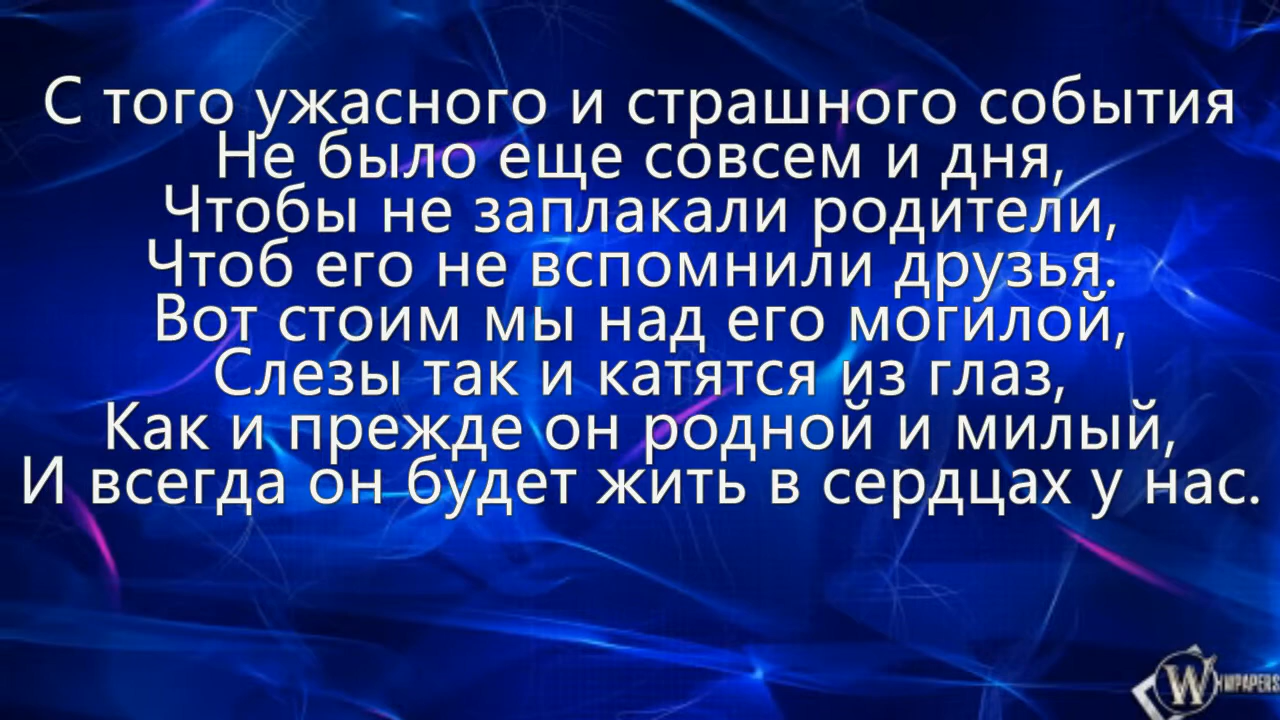 С того ужасного и страшного события
Не было еще совсем и дня,
Чтобы не заплакали родители,
Чтоб его не вспомнили друзья.
Вот стоим мы над его могилой,
Слезы так и катятся из глаз,
Как и прежде он родной и милый,
И всегда он будет жить в сердцах у нас.
W